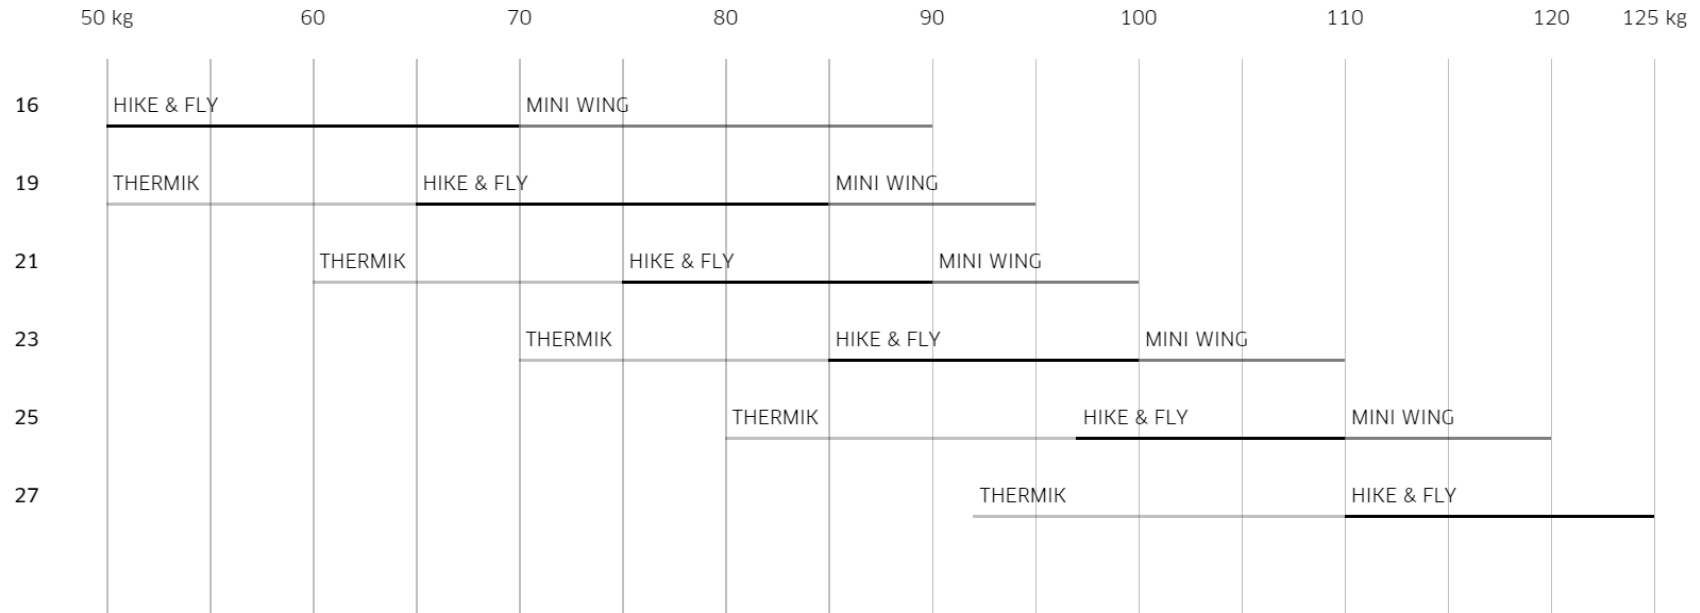 50 kg 60 70 80 90 100 110 120 125 kg
16 HIKE & FLY MINI WING
19 THERMIK HIKE & FLY MINI WING
21 THERMIK HIKE & FLY MINI WING
23 THERMIK HIKE & FLY MINI WING
25 THERMIK HIKE & FLY MINI WING
27 THERMIK HIKE & FLY